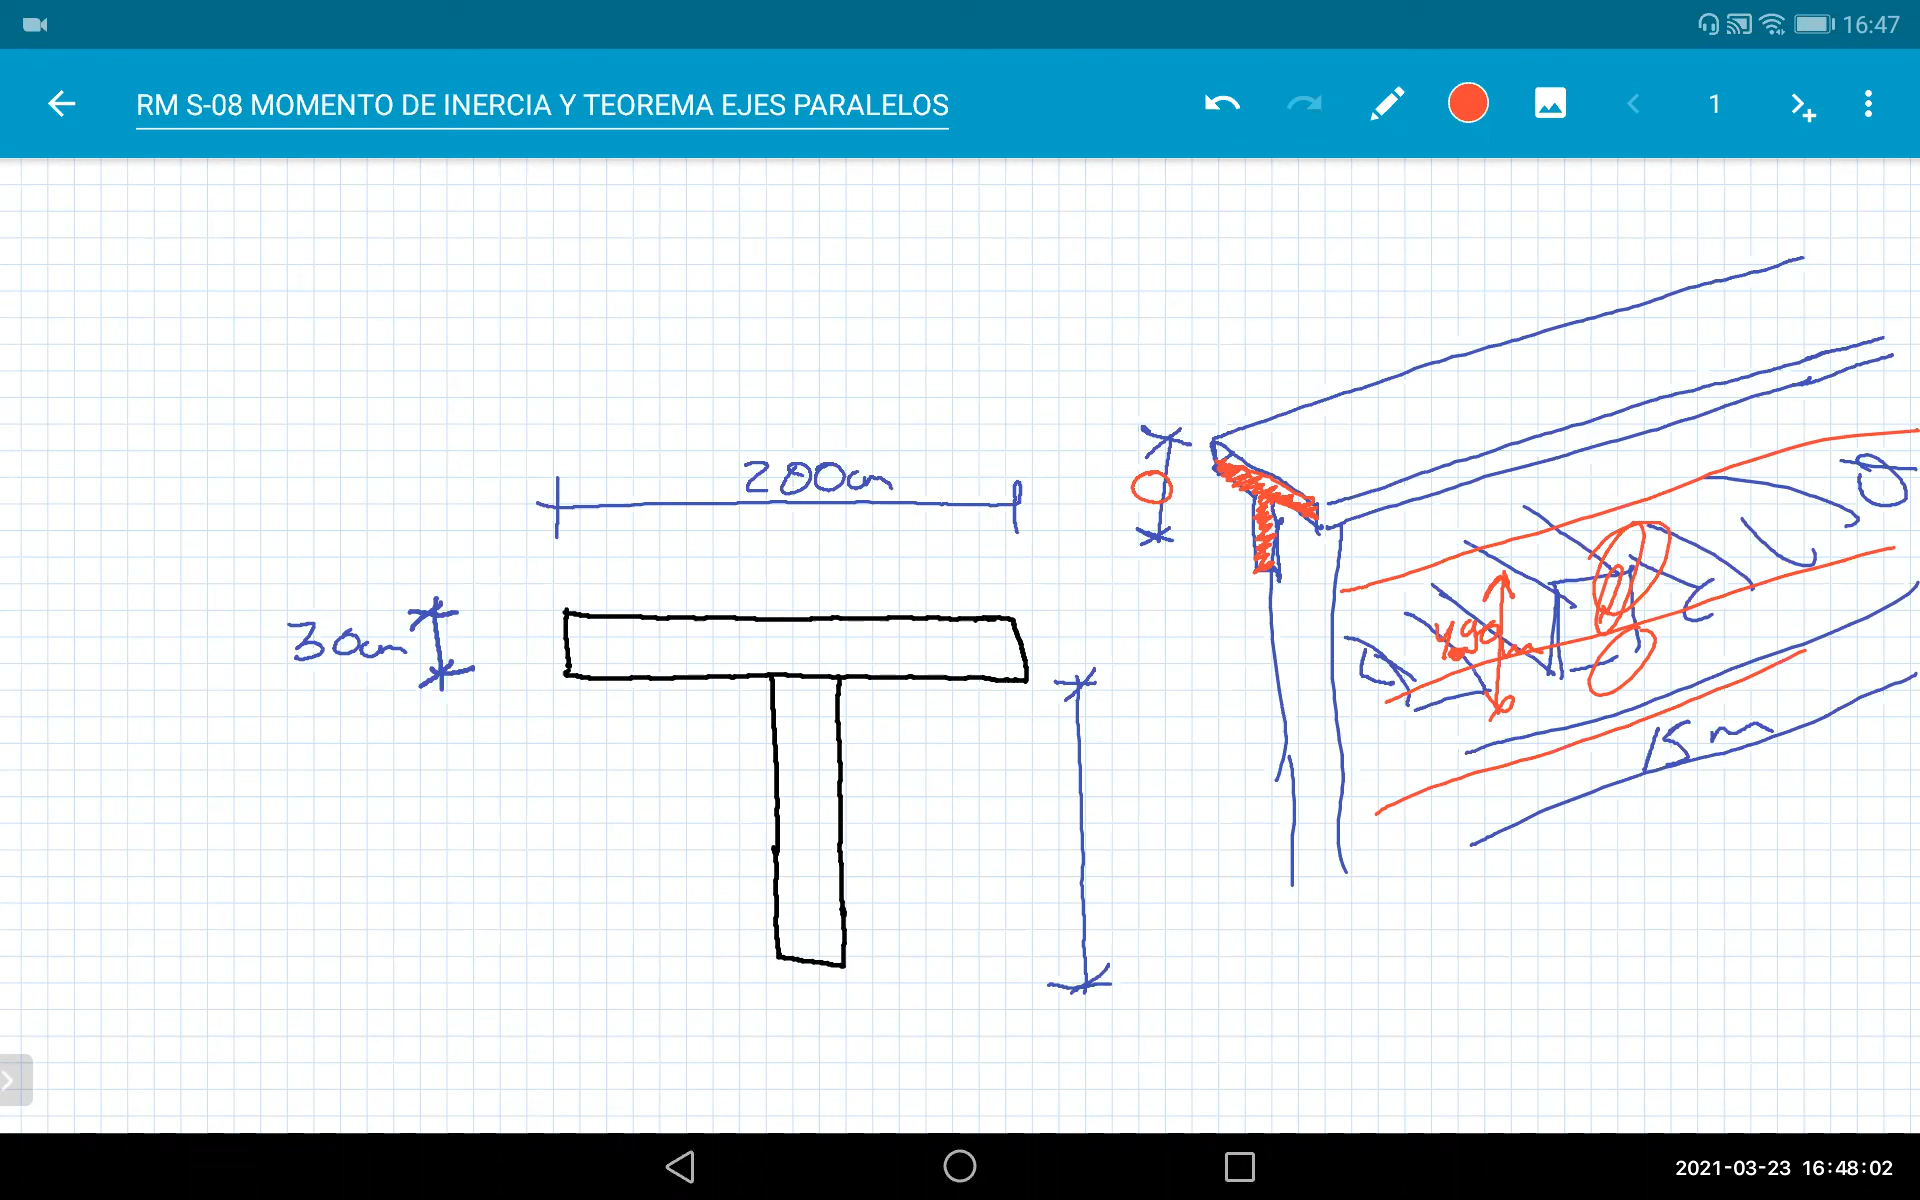 16:47
RM S-08 MOMENTO DE INERCIA Y TEOREMA EJES PARALELOS
1
200cm
30cm
15m
2021-03-23 16:48:02